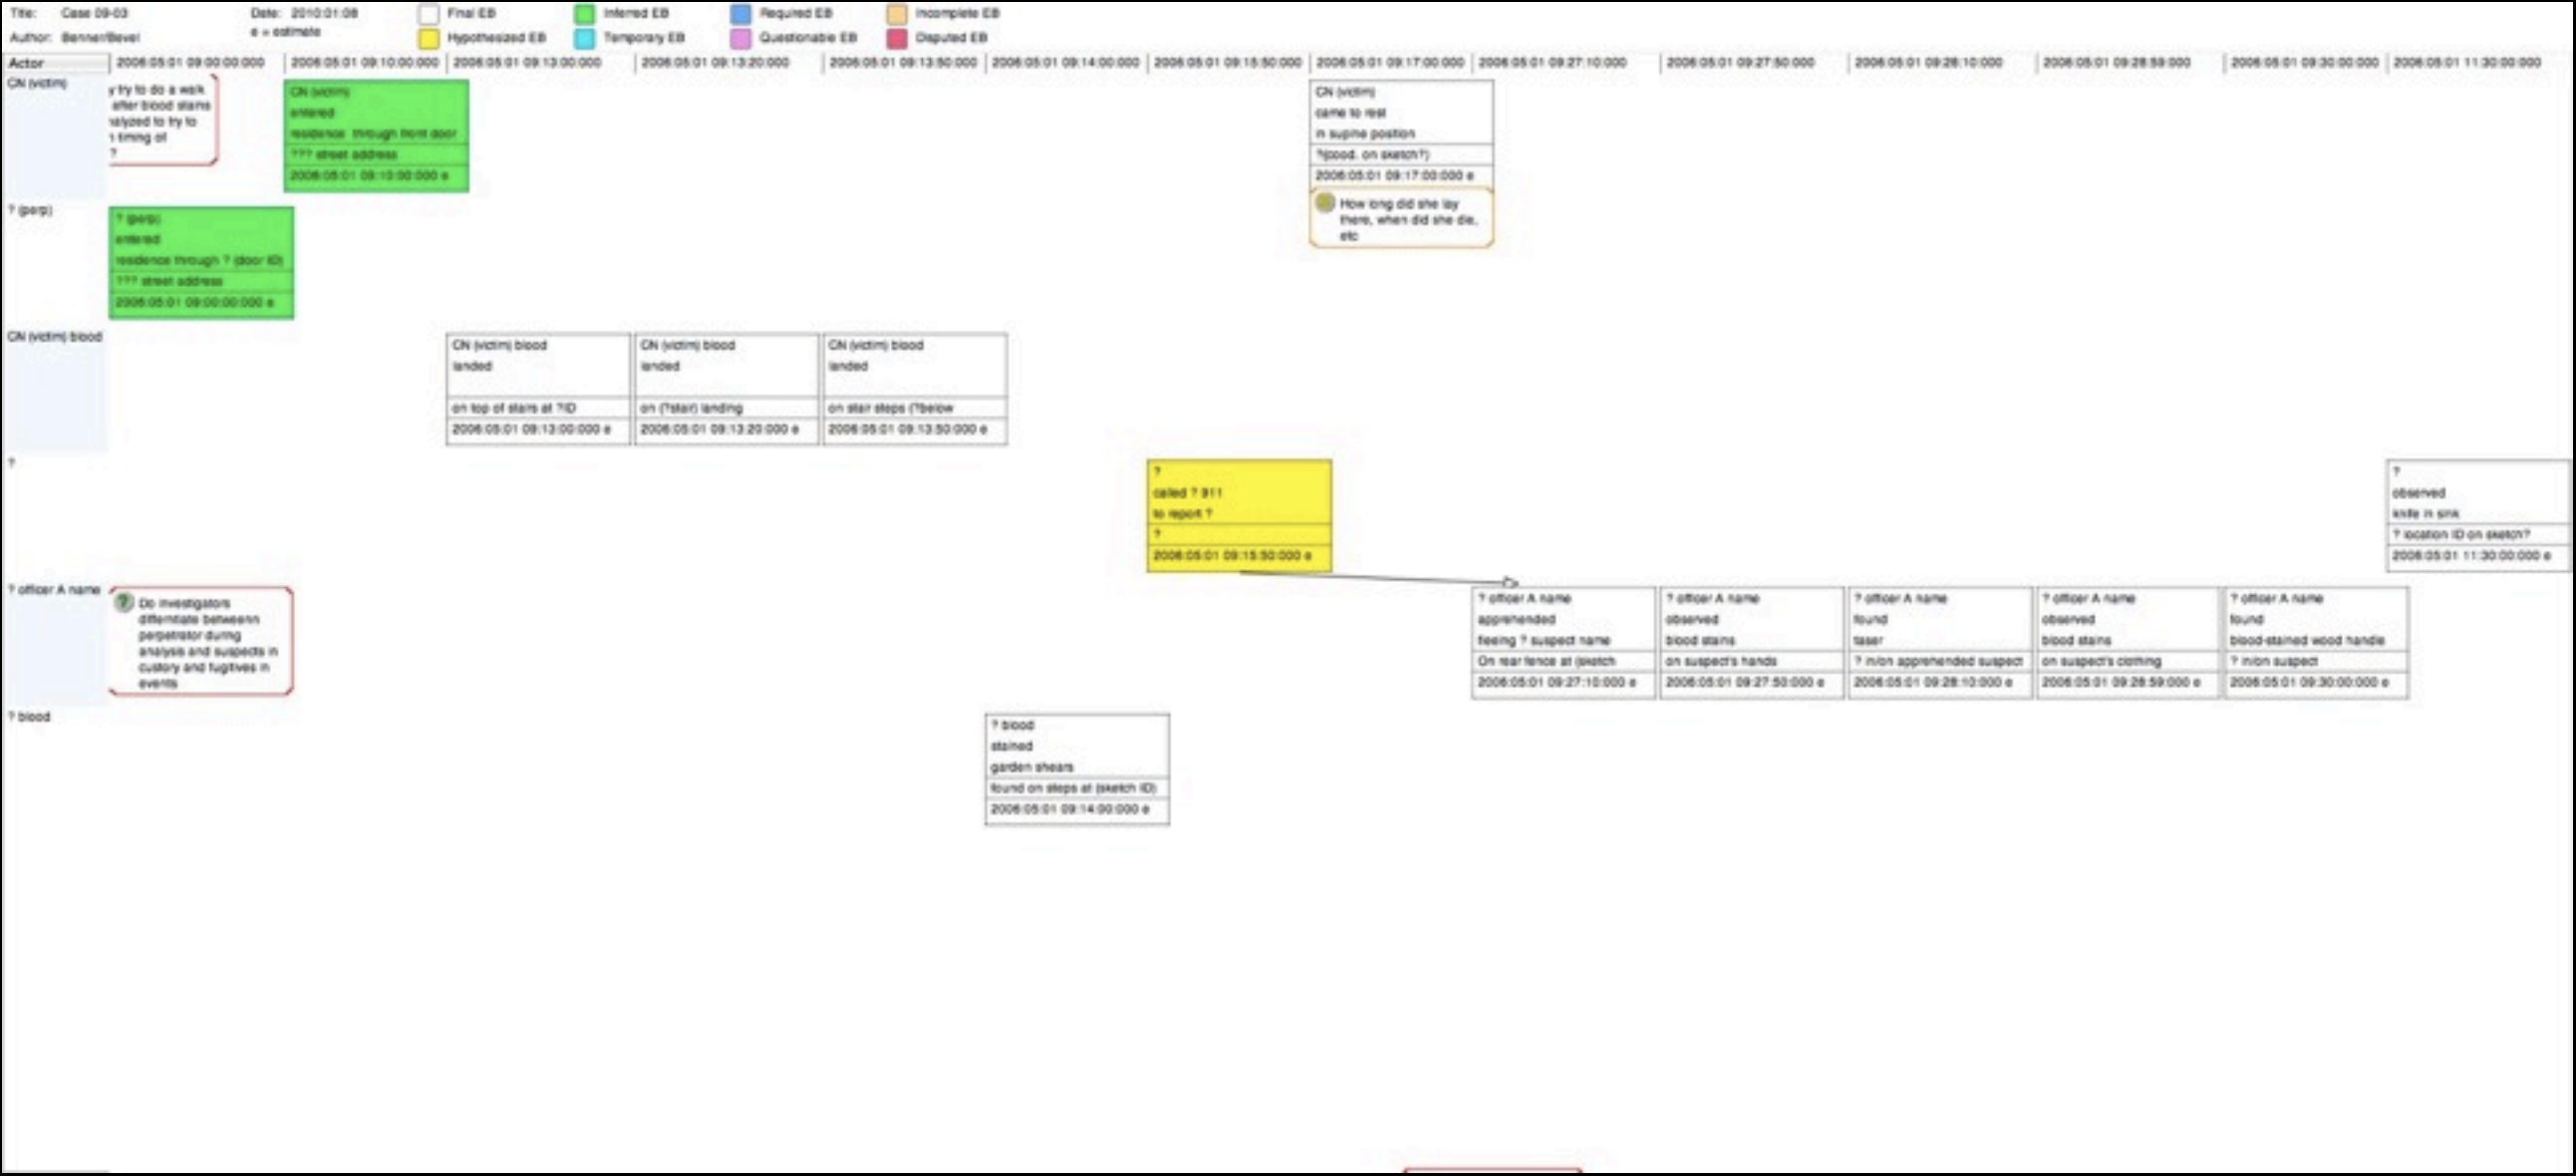 Title: Case 09-03 Date: 2010:01:08 Final EB Inferred EB Required EB Incomplete EB
Author: Benner/Bevel e = estimate Hypothesized EB Temporary EB Questionable EB Disputed EB
Actor 2006:05:01 09:00:00:000 2006:05:01 09:10:00:000 2006:05:01 09:13:00:000 2006:05:01 09:13:20:000 2006:05:01 09:13:50:000 2006:05:01 09:14:00:000 2006:05:01 09:15:50:000 2006:05:01 09:17:00:000 2006:05:01 09:27:10:000 2006:05:01 09:27:50:000 2006:05:01 09:28:10:000 2006:05:01 09:28:59:000 2006:05:01 09:30:00:000 2006:05:01 11:30:00:000
CN (victim)
y try to do a walk
after blood stains
nalyzed to try to
timing of
?
CN (victim)
entered
residence through front door
??? street address
2006:05:01 09:10:00:000 e
CN (victim)
came to rest
in supine position
?(cood. on sketch?)
2006:05:01 09:17:00:000 e
How long did she lay
there, when did she die,
etc
? (perp)
? (perp)
entered
residence through ? (door ID)
??? street address
2006:05:01 09:00:00:000 e
CN (victim) blood
CN (victim) blood
landed
on top of stairs at ?ID
2006:05:01 09:13:00:000 e
CN (victim) blood
landed
on (?stair) landing
2006:05:01 09:13:20:000 e
CN (victim) blood
landed
on stair steps (?below
2006:05:01 09:13:50:000 e
?
?
called ? 911
to report ?
?
2006:05:01 09:15:50:000 e
?
observed
knife in sink
? location ID on sketch?
2006:05:01 11:30:00:000 e
? officer A name
? Do investigators
differntiate betweenn
perpetrator during
analysis and suspects in
custory and fugitives in
events
? officer A name
apprehended
fleeing ? suspect name
On rear fence at (sketch
2006:05:01 09:27:10:000 e
? officer A name
observed
blood stains
on suspect's hands
2006:05:01 09:27:50:000 e
? officer A name
found
taser
? in/on apprehended suspect
2006:05:01 09:28:10:000 e
? officer A name
observed
blood stains
on suspect's clothing
2006:05:01 09:28:59:000 e
? officer A name
found
blood-stained wood handle
? in/on suspect
2006:05:01 09:30:00:000 e
? blood
? blood
stained
garden shears
found on steps at (sketch ID)
2006:05:01 09:14:00:000 e